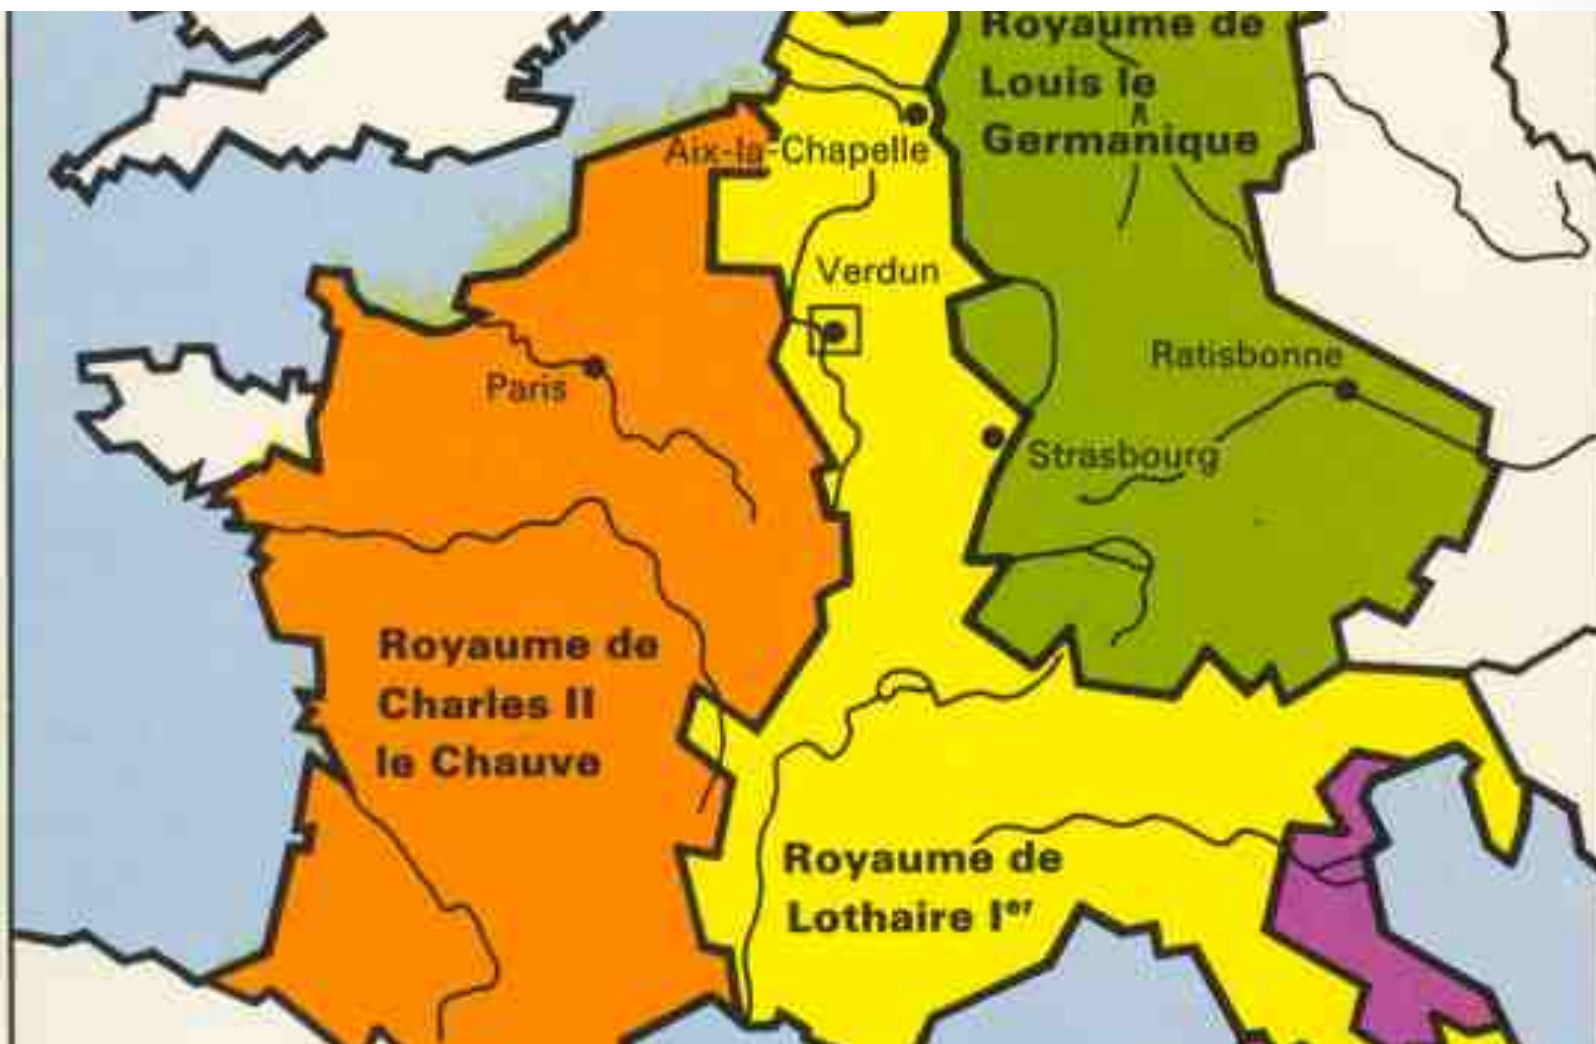 Royaume de
Louis le
Germanique
Aix-la-Chapelle
Verdun
Ratisbonne
Paris
Strasbourg
Royaume de
Charles II
le Chauve
Royaume de
Lothaire Ier